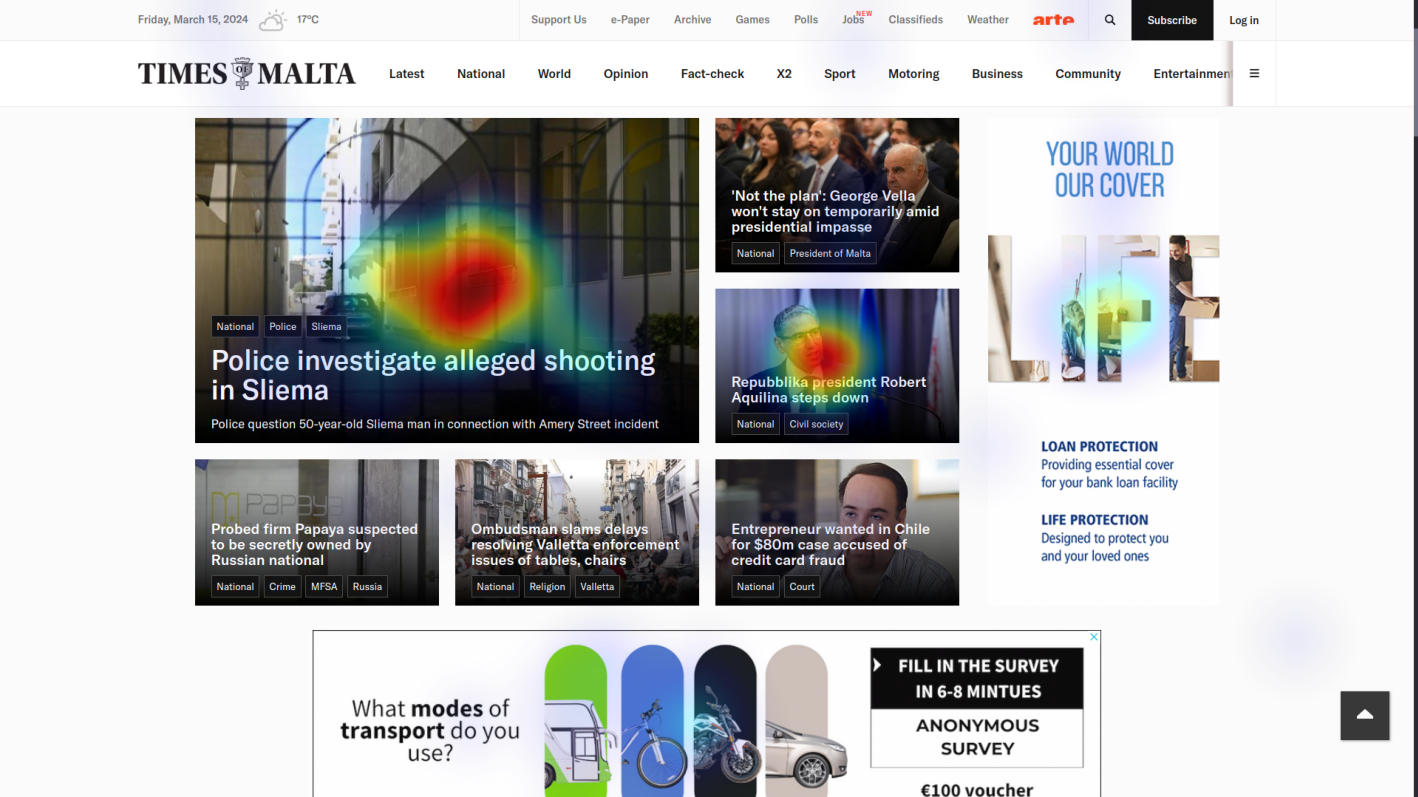 Friday, March 15, 2024 17°C Support Us e-Paper Archive Games Polls Jobs NEW Classifieds Weather arte Subscribe Log in
TIMES OF MALTA Latest National World Opinion Fact-check X2 Sport Motoring Business Community Entertainmen
National Police Sliema
Police investigate alleged shooting
in Sliema
Police question 50-year-old Sliema man in connection with Amery Street incident
'Not the plan': George Vella
won't stay on temporarily amid
presidential impasse
National President of Malta
Repubblika president Robert
Aquilina steps down
National Civil society
PAPAYA
Probed firm Papaya suspected
to be secretly owned by
Russian national
National Crime MFSA Russia
Ombudsman slams delays
resolving Valletta enforcement
issues of tables, chairs
National Religion Valletta
Entrepreneur wanted in Chile
for $80m case accused of
credit card fraud
National Court
YOUR WORLD
OUR COVER
LIFE
LOAN PROTECTION
Providing essential cover
for your bank loan facility
LIFE PROTECTION
Designed to protect you
and your loved ones
What modes of
transport do you
use?
FILL IN THE SURVEY
IN 6-8 MINTUES
ANONYMOUS
SURVEY
€100 voucher